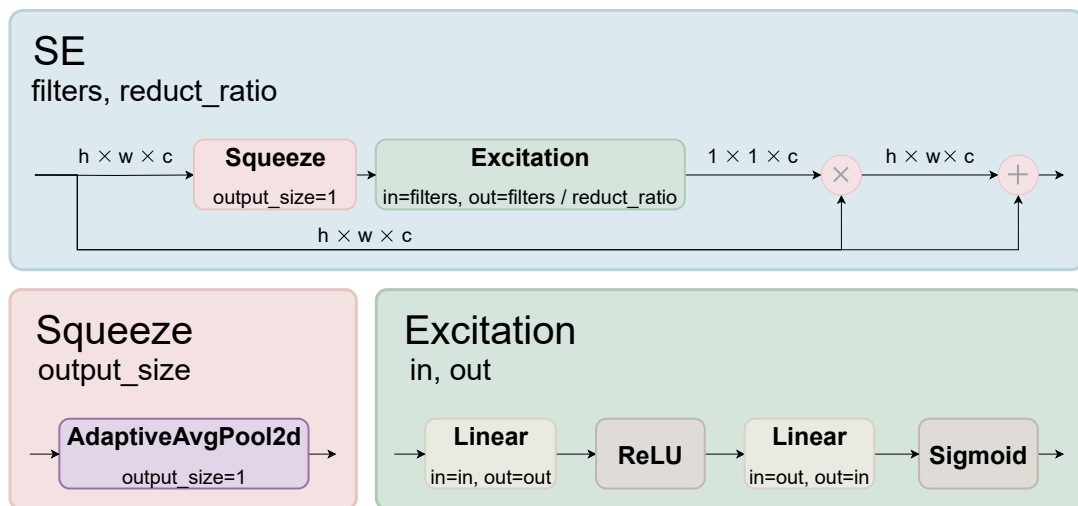 SE
filters, reduct_ratio
h × w × c
Squeeze
output_size=1
Excitation
in=filters, out=filters / reduct_ratio
1 × 1 × c
×
h × w× c
+
h × w × c
Squeeze
output_size
AdaptiveAvgPool2d
output_size=1
Excitation
in, out
Linear
in=in, out=out
ReLU
Linear
in=out, out=in
Sigmoid